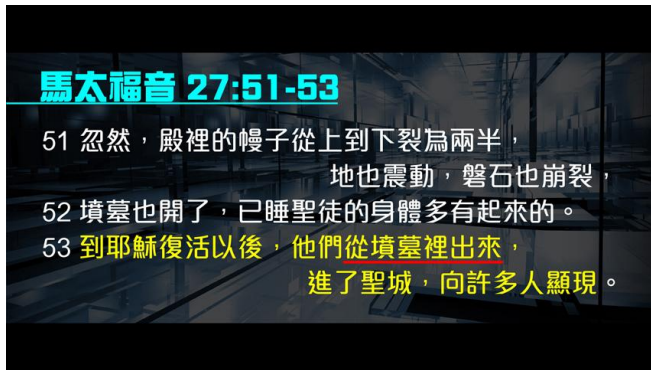 馬太福音 27:51-53
51 忽然，殿裡的幔子從上到下裂為兩半，
地也震動，磐石也崩裂，
52 墳墓也開了，已睡聖徒的身體多有起來的。
53 到耶穌復活以後，他們從墳墓裡出來，
進了聖城，向許多人顯現。